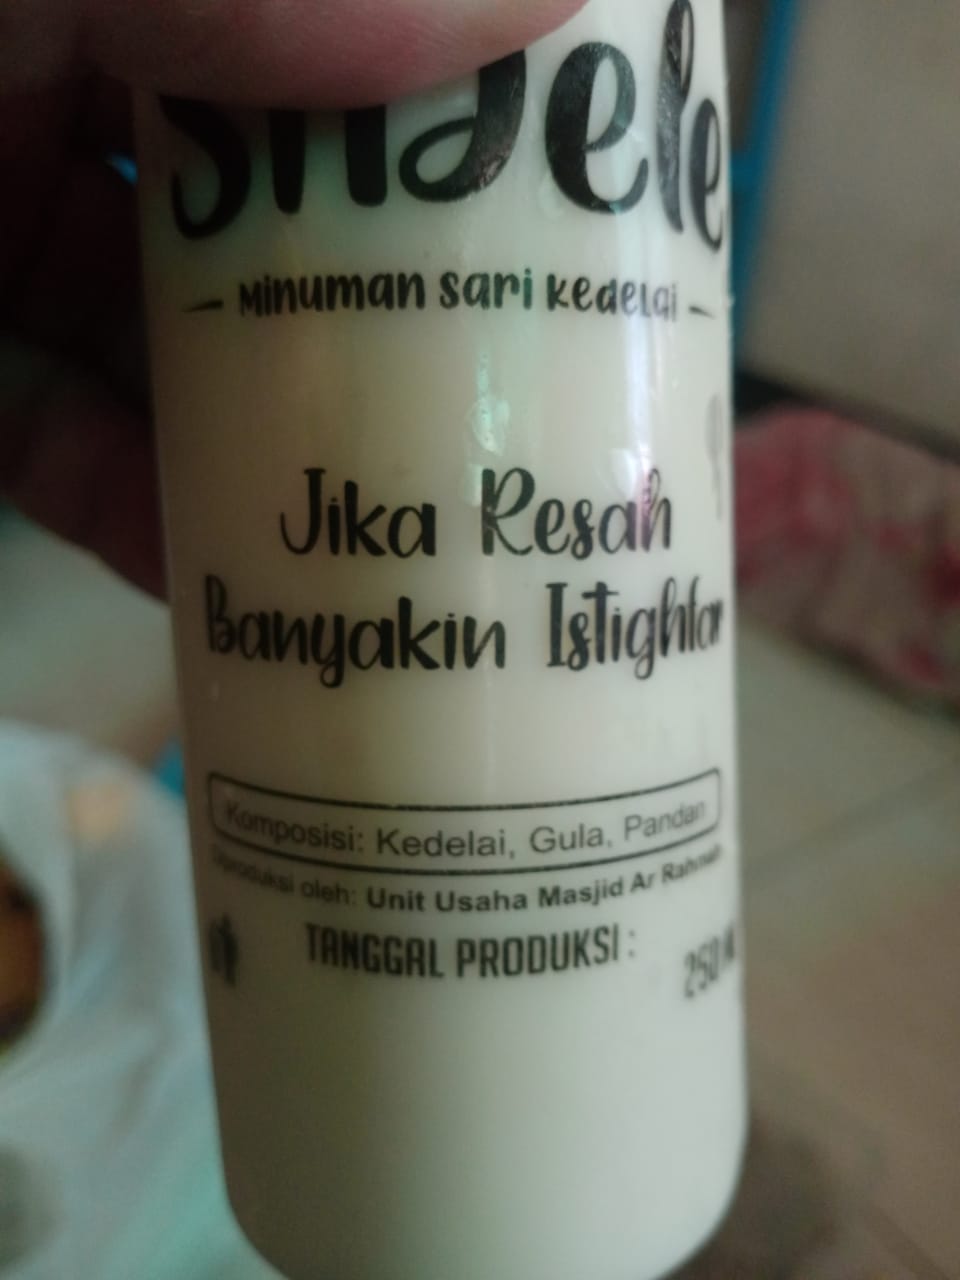 Minuman sari kedelai
Jika Resah
Banyakin Istighfar
Komposisi: Kedelai, Gula, Pandan
Diproduksi oleh: Unit Usaha Masjid Ar Rahmah
TANGGAL PRODUKSI :
250